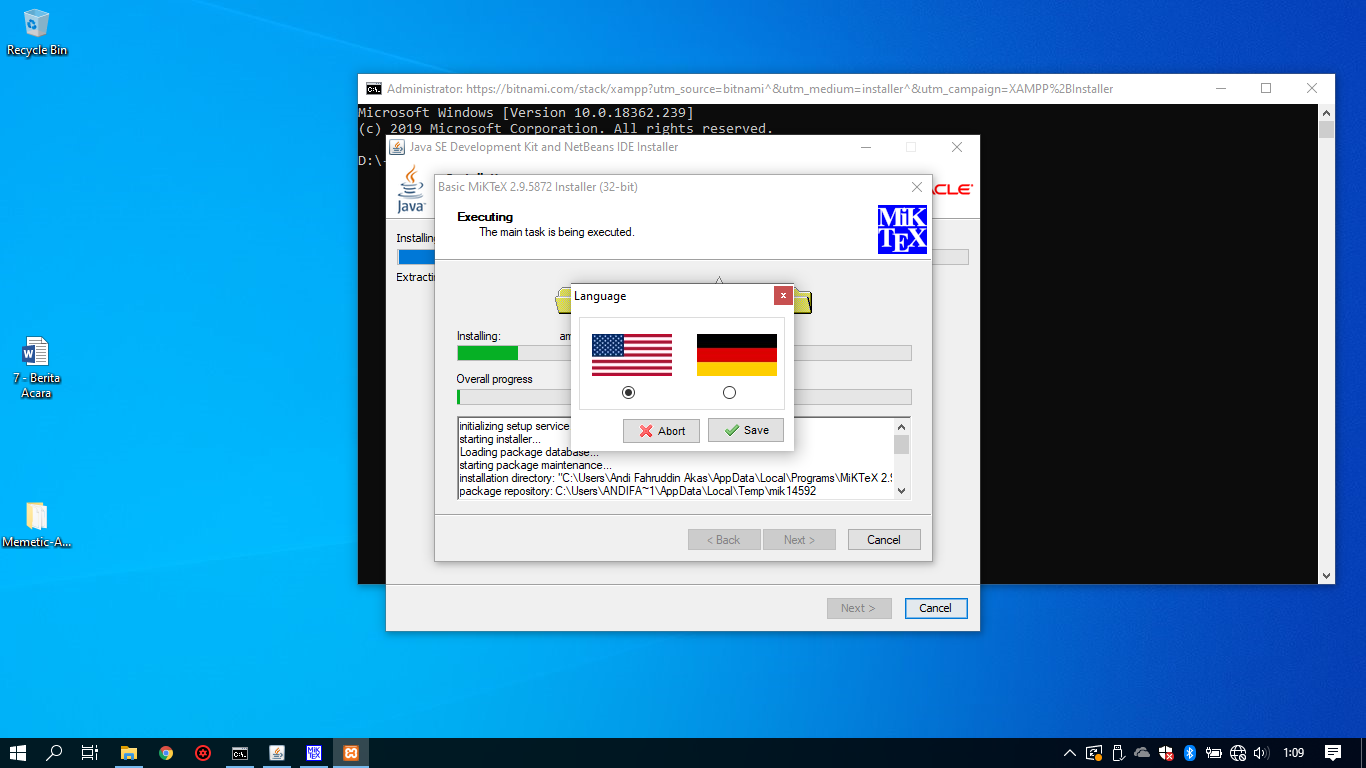 Recycle Bin
7 - Berita
Acara
Memetic-A...
Administrator: https://bitnami.com/stack/xampp?utm_source=bitnami^&utm_medium=installer^&utm_campaign=XAMPP%2BInstaller
Microsoft Windows [Version 10.0.18362.239]
(c) 2019 Microsoft Corporation. All rights reserved.
D:\
Java SE Development Kit and NetBeans IDE Installer
Java
Basic MiKTeX 2.9.5872 Installer (32-bit)
Executing
The main task is being executed.
MiK
TEX
Installing:
Overall progress
initializing setup service
starting installer...
Loading package database...
starting package maintenance...
installation directory: "C:\Users\Andi Fahruddin Akas\AppData\Local\Programs\MiKTeX 2.9
package repository: C:\Users\ANDIFA~1\AppData\Local\Temp\mik14592
< Back
Next >
Cancel
Language
Abort
Save
Next >
Cancel
1:09